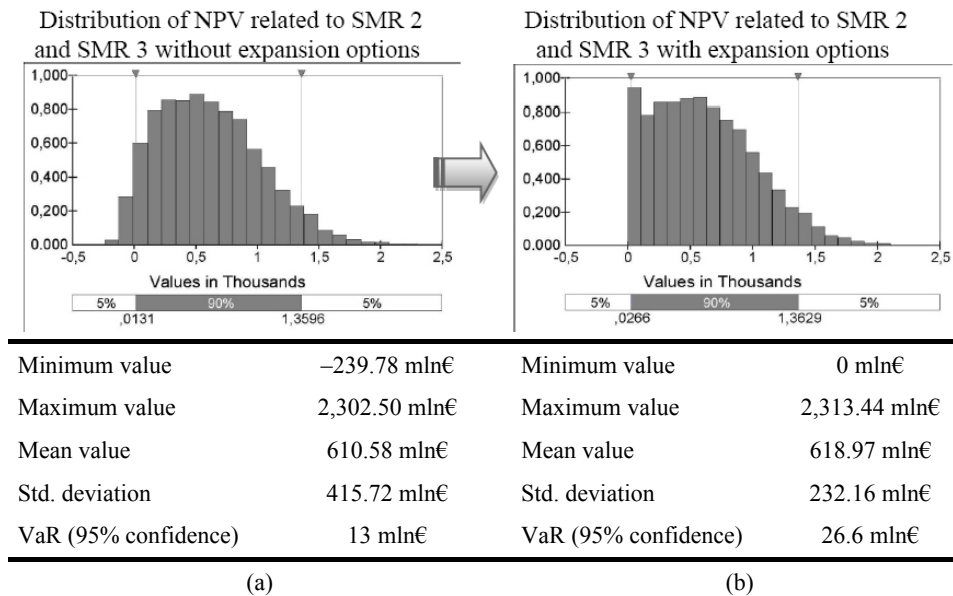 Distribution of NPV related to SMR 2
and SMR 3 without expansion options
1,000
0,800
0,600
0,400
0,200
0.000
-0,5 0 0,5 1 1,5 2 2,5
Values in Thousands
5% 90% 5%
,0131 1,3596
Distribution of NPV related to SMR 2
and SMR 3 with expansion options
1,000
0,800
0,600
0,400
0,200
0.000
-0,5 0 0,5 1 1,5 2 2,5
Values in Thousands
5% 90% 5%
,0266 1,3629
Minimum value –239.78 mln€
Maximum value 2,302.50 mln€
Mean value 610.58 mln€
Std. deviation 415.72 mln€
VaR (95% confidence) 13 mln€
(a)
Minimum value 0 mln€
Maximum value 2,313.44 mln€
Mean value 618.97 mln€
Std. deviation 232.16 mln€
VaR (95% confidence) 26.6 mln€
(b)